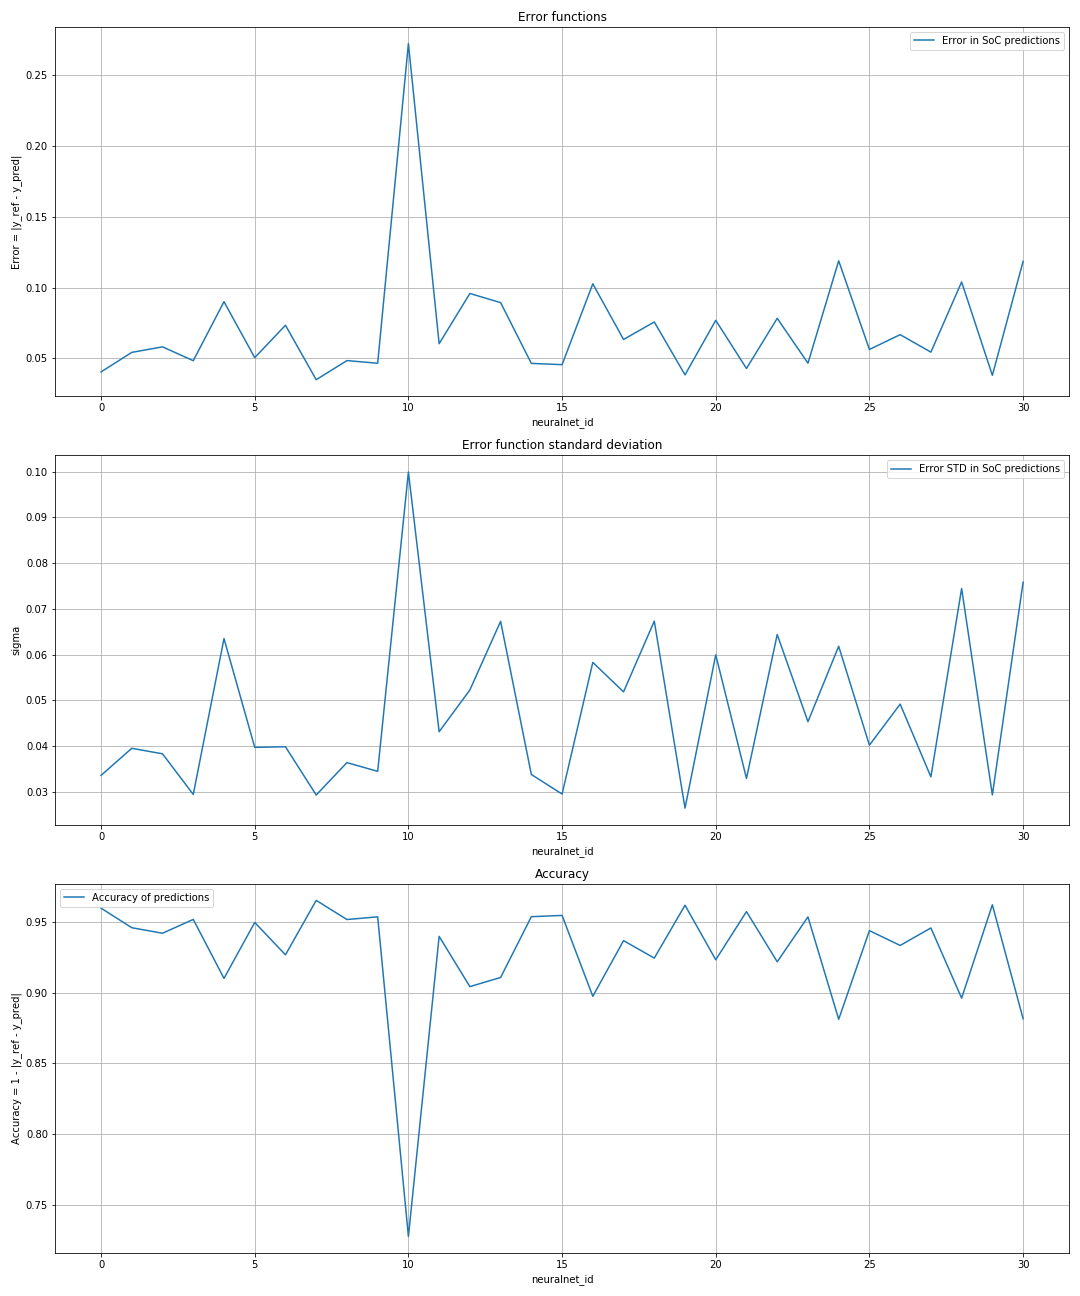 Error functions
Error in SoC predictions
Error = |y_ref - y_pred|
0.25
0.20
0.15
0.10
0.05
0 5 10 15 20 25 30
neuralnet_id
Error function standard deviation
Error STD in SoC predictions
sigma
0.10
0.09
0.08
0.07
0.06
0.05
0.04
0.03
0 5 10 15 20 25 30
neuralnet_id
Accuracy
Accuracy of predictions
Accuracy = 1 - |y_ref - y_pred|
0.95
0.90
0.85
0.80
0.75
0 5 10 15 20 25 30
neuralnet_id